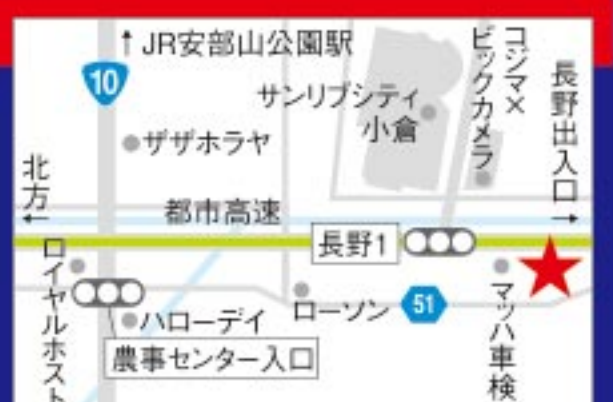 ↑JR安部山公園駅
10
サンリブシティ
小倉
コジマ×
ビックカメラ
長野出入口→
ザザホラヤ
北方←
都市高速
長野1
ロイヤルホスト
ハローデイ
農事センター入口
ローソン
51
マッハ車検